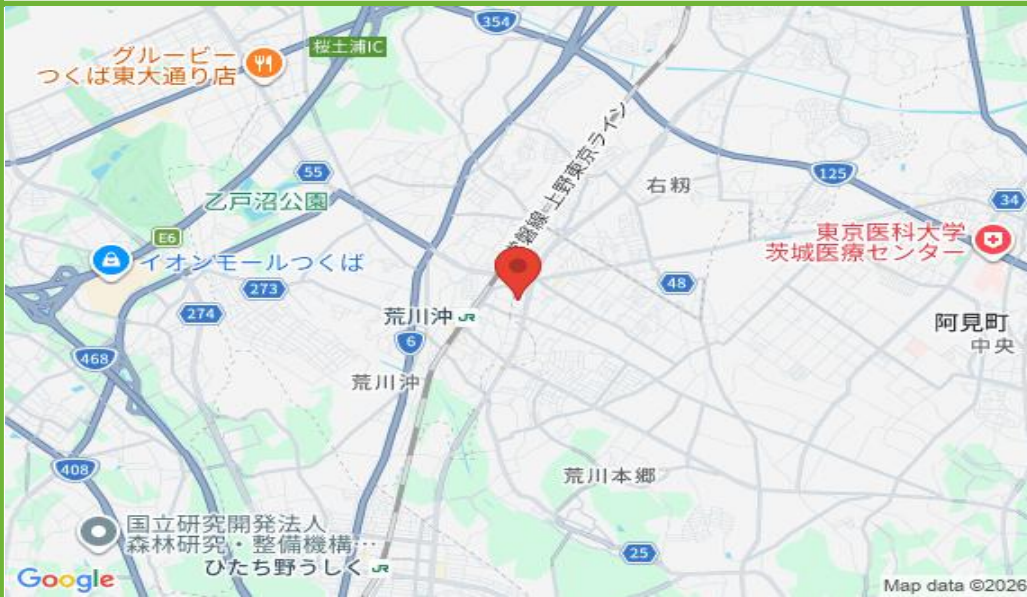 354
グルービー
つくば東大通り店
桜土浦IC
常磐線-上野東京ライン
125
55
右籾
34
乙戸沼公園
東京医科大学
茨城医療センター
E6
イオンモールつくば
273
48
274
荒川沖 JR
阿見町
中央
6
468
荒川沖
408
荒川本郷
国立研究開発法人
森林研究・整備機構…
25
ひたち野うしく JR
Google
Map data ©2026